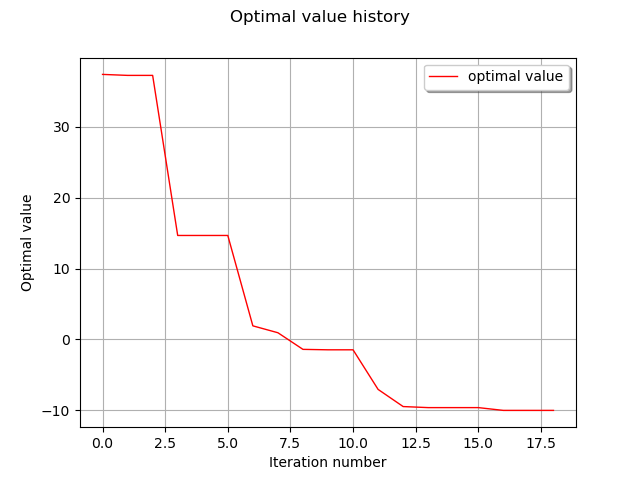 Optimal value history
optimal value
Optimal value
30
20
10
0
−10
0.0 2.5 5.0 7.5 10.0 12.5 15.0 17.5
Iteration number